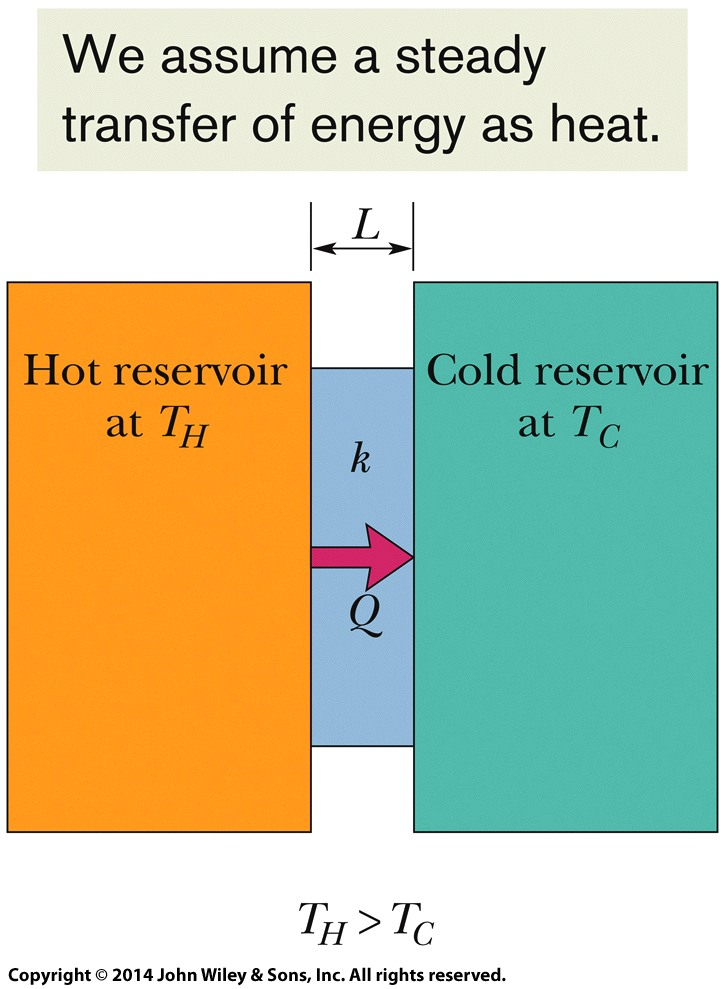 We assume a steady
transfer of energy as heat.
L
Hot reservoir
at T_H
Cold reservoir
at T_C
k
Q
T_H > T_C
Copyright © 2014 John Wiley & Sons, Inc. All rights reserved.